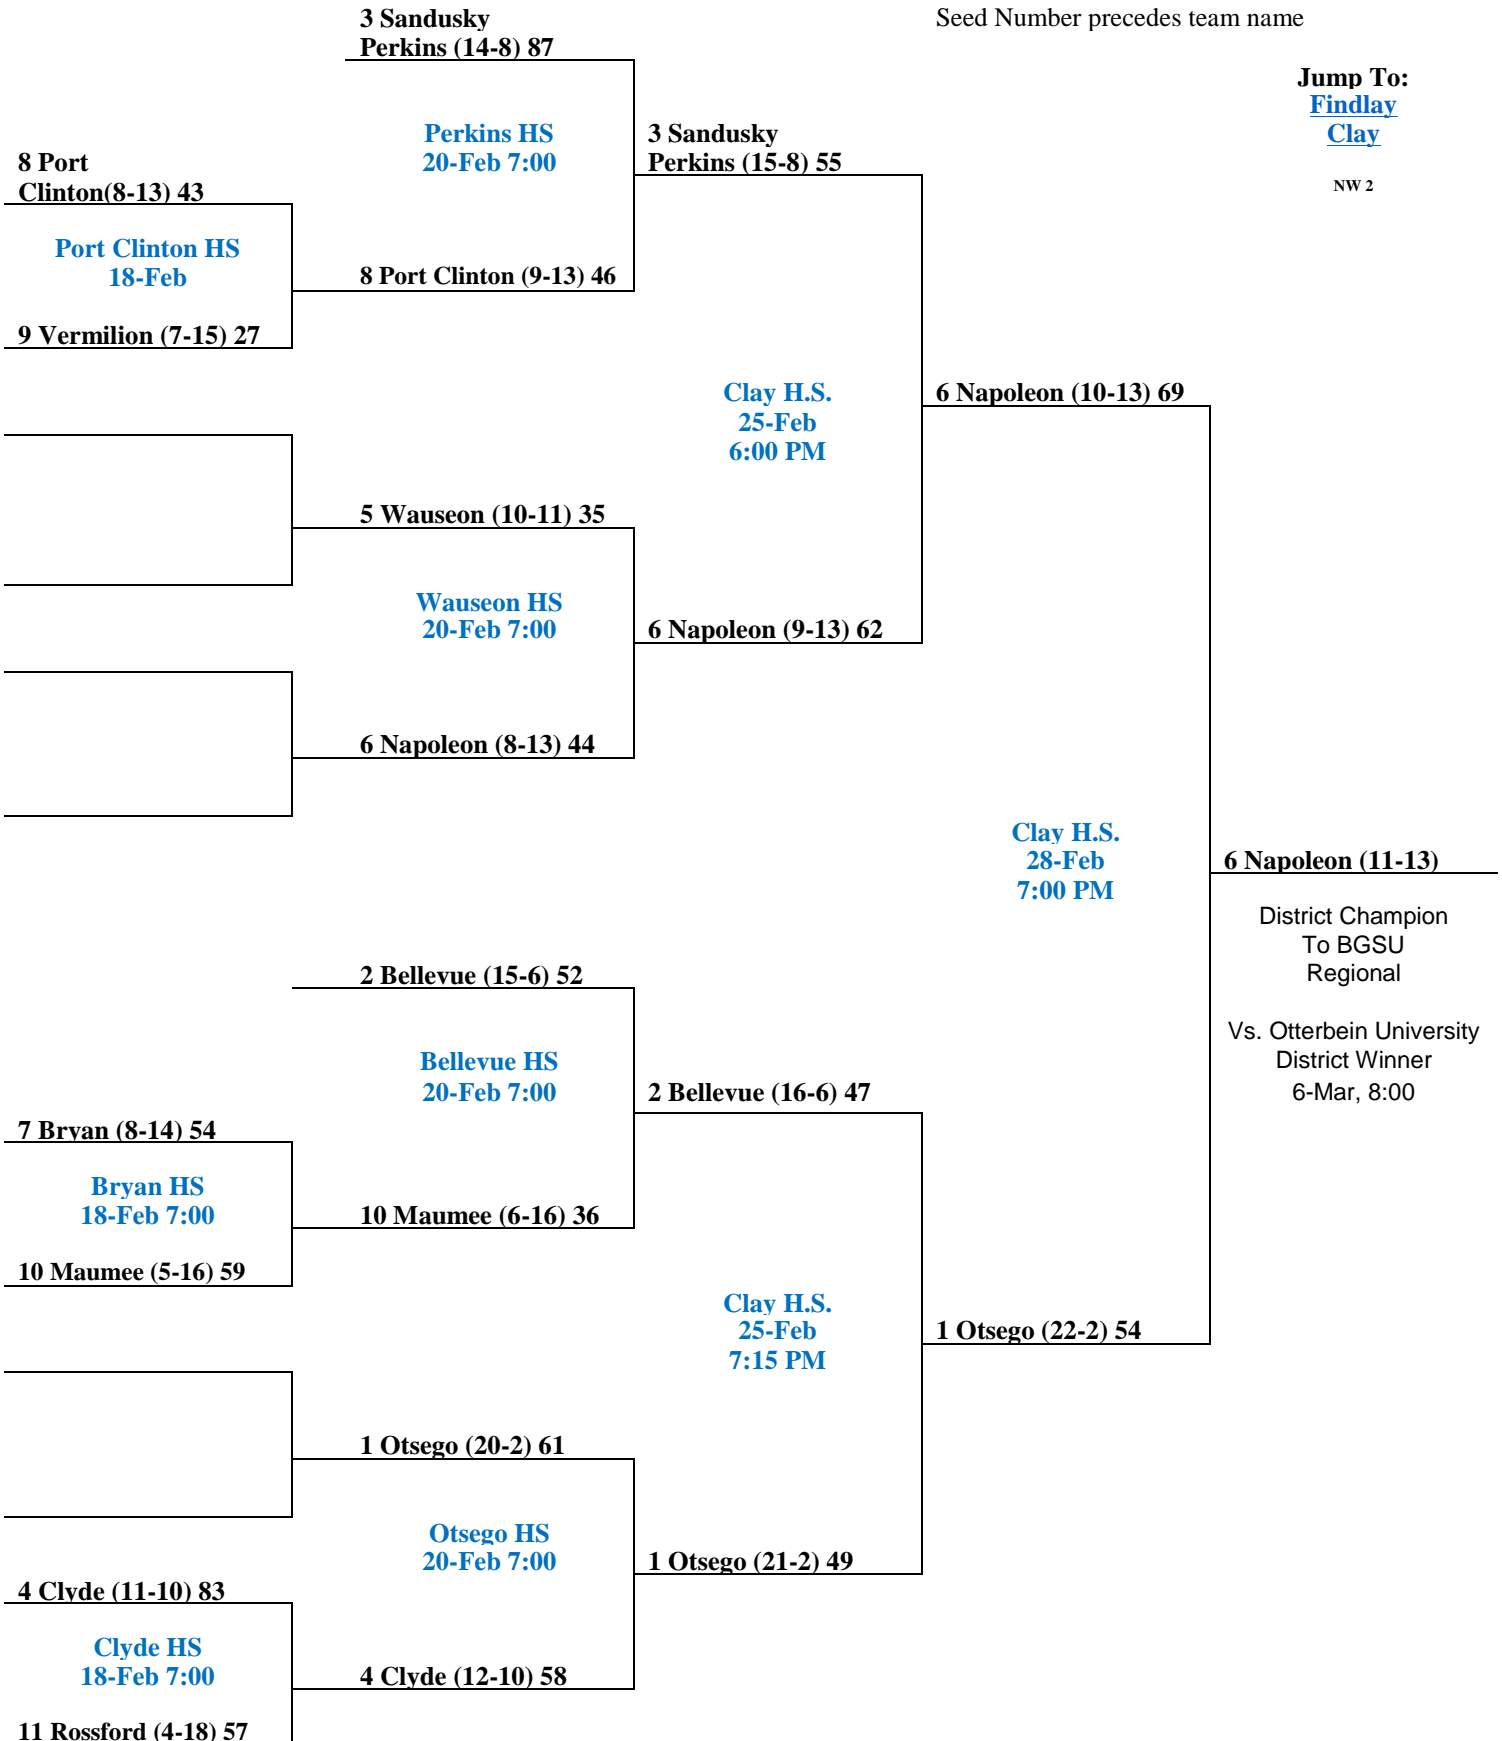 3 Sandusky
Perkins (14-8) 87
Seed Number precedes team name
Jump To:
Findlay
Clay
NW 2
Perkins HS
20-Feb 7:00
3 Sandusky
Perkins (15-8) 55
8 Port
Clinton(8-13) 43
Port Clinton HS
18-Feb
8 Port Clinton (9-13) 46
9 Vermilion (7-15) 27
Clay H.S.
25-Feb
6:00 PM
6 Napoleon (10-13) 69
5 Wauseon (10-11) 35
Wauseon HS
20-Feb 7:00
6 Napoleon (9-13) 62
6 Napoleon (8-13) 44
Clay H.S.
28-Feb
7:00 PM
6 Napoleon (11-13)
District Champion
To BGSU
Regional
Vs. Otterbein University
District Winner
6-Mar, 8:00
2 Bellevue (15-6) 52
Bellevue HS
20-Feb 7:00
2 Bellevue (16-6) 47
7 Bryan (8-14) 54
Bryan HS
18-Feb 7:00
10 Maumee (6-16) 36
10 Maumee (5-16) 59
Clay H.S.
25-Feb
7:15 PM
1 Otsego (22-2) 54
1 Otsego (20-2) 61
Otsego HS
20-Feb 7:00
1 Otsego (21-2) 49
4 Clyde (11-10) 83
Clyde HS
18-Feb 7:00
4 Clyde (12-10) 58
11 Rossford (4-18) 57